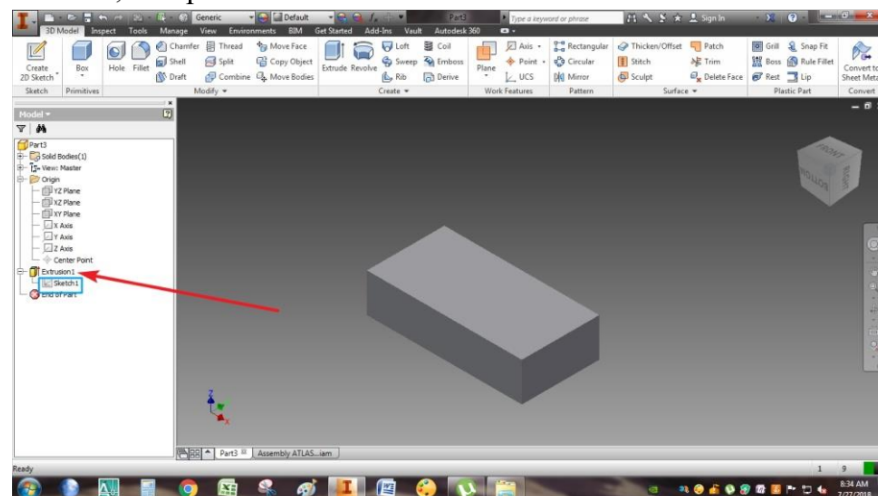 Generic Default Part3 Type a keyword or phrase Sign In
3D Model Inspect Tools Manage View Environments BIM Get Started Add-Ins Vault Autodesk 360
Create
2D Sketch
Box
Hole Fillet
Chamfer Thread Move Face
Shell Split Copy Object
Draft Combine Move Bodies
Extrude Revolve
Loft Coil
Sweep Emboss
Rib Derive
Plane
Axis
Point
UCS
Rectangular
Circular
Mirror
Thicken/Offset Patch
Stitch Trim
Sculpt Delete Face
Grill Snap Fit
Boss Rule Fillet
Rest Lip
Convert to
Sheet Meta
Sketch Primitives Modify Create Work Features Pattern Surface Plastic Part Convert
Model
Part3
Solid Bodies(1)
View: Master
Origin
YZ Plane
XZ Plane
XY Plane
X Axis
Y Axis
Z Axis
Center Point
Extrusion1
Sketch1
End of Part
FRONT
BOTTOM
RIGHT
Z
X
Part3 Assembly ATLAS...iam
Ready 1 9
8:34 AM
7/27/2018